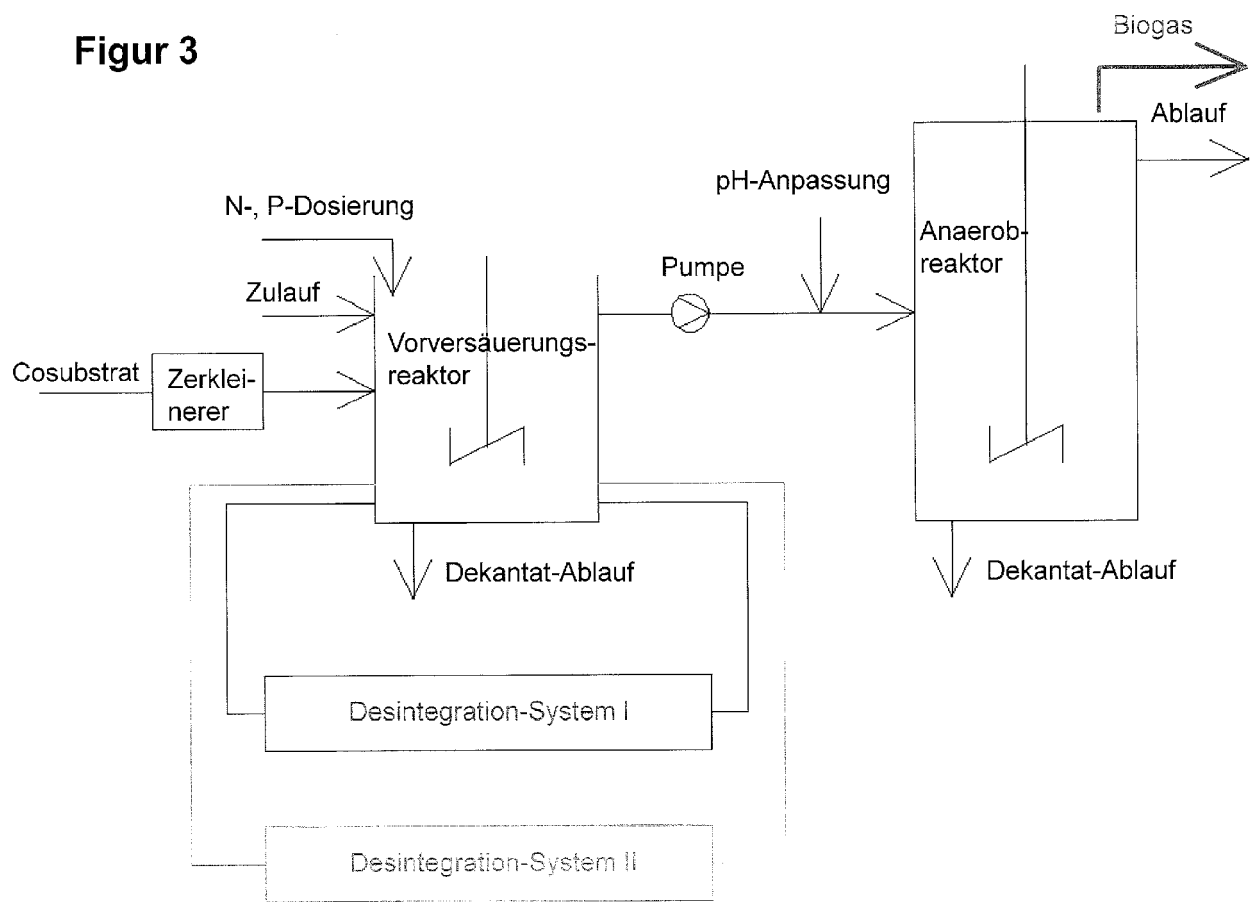 Figur 3
Biogas
Ablauf
pH-Anpassung
N-, P-Dosierung
Anaerob-
reaktor
Pumpe
Zulauf
Vorversäuerungs-
reaktor
Cosubstrat
Zerklei-
nerer
Dekantat-Ablauf
Dekantat-Ablauf
Desintegration-System I
Desintegration-System II